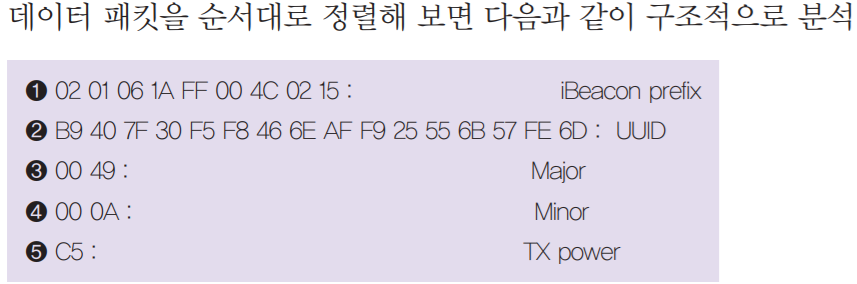 데이터 패킷을 순서대로 정렬해 보면 다음과 같이 구조적으로 분석
❶ 02 01 06 1A FF 00 4C 02 15 : iBeacon prefix
❷ B9 40 7F 30 F5 F8 46 6E AF F9 25 55 6B 57 FE 6D : UUID
❸ 00 49 : Major
❹ 00 0A : Minor
❺ C5 : TX power